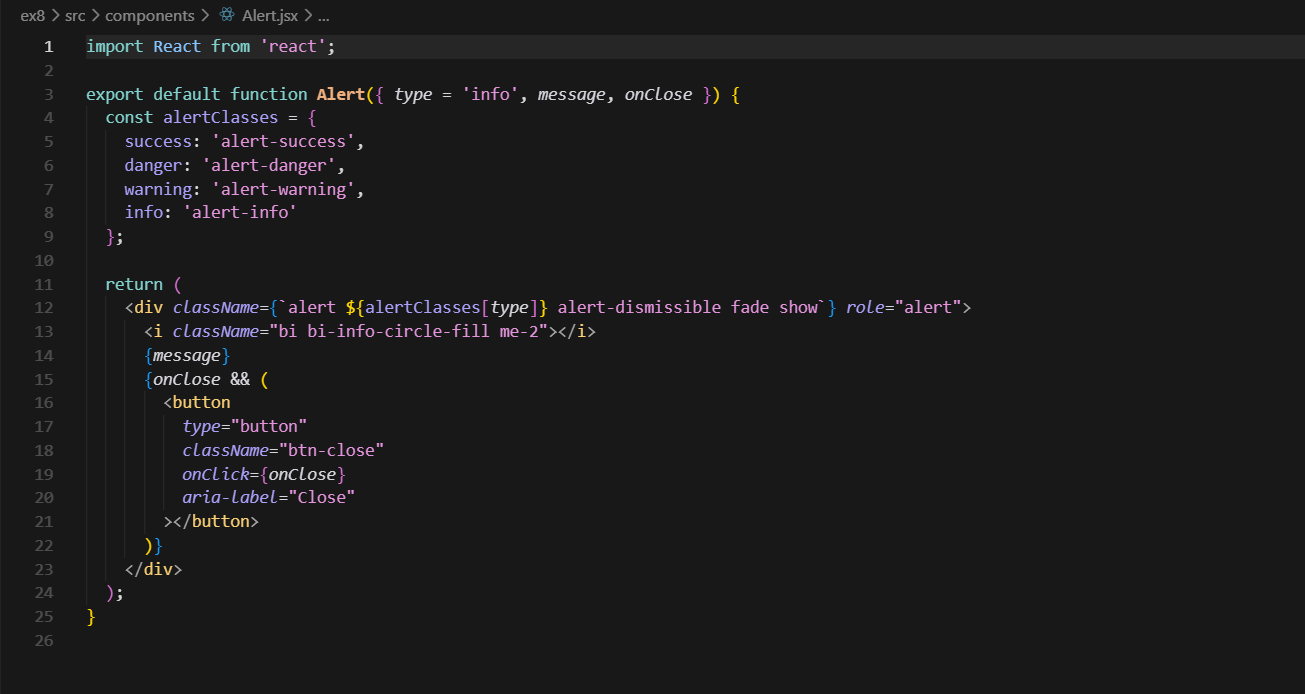 ex8 > src > components > Alert.jsx > ...
1 import React from 'react';
2
3 export default function Alert({ type = 'info', message, onClose }) {
4   const alertClasses = {
5     success: 'alert-success',
6     danger: 'alert-danger',
7     warning: 'alert-warning',
8     info: 'alert-info'
9   };
10
11   return (
12     <div className={`alert ${alertClasses[type]} alert-dismissible fade show`} role="alert">
13       <i className="bi bi-info-circle-fill me-2"></i>
14       {message}
15       {onClose && (
16         <button
17           type="button"
18           className="btn-close"
19           onClick={onClose}
20           aria-label="Close"
21         ></button>
22       )}
23     </div>
24   );
25 }
26